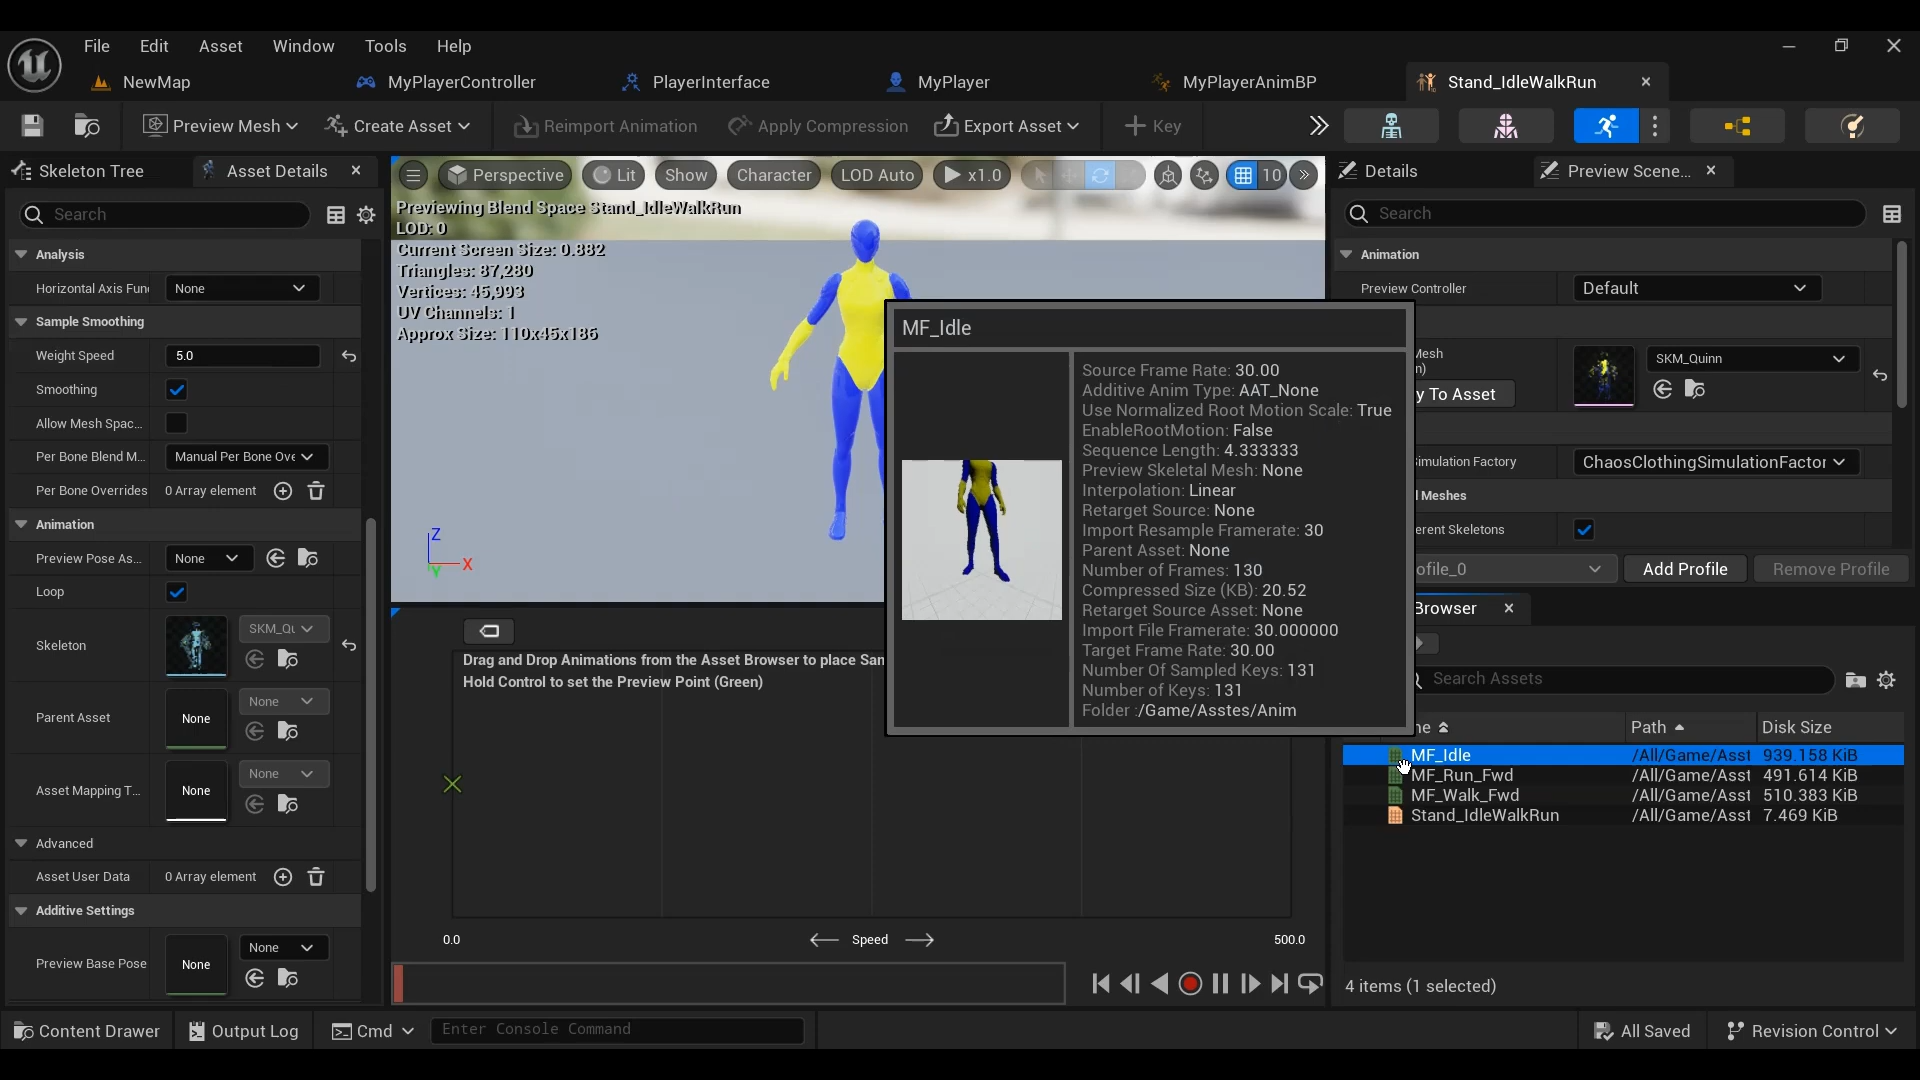 File Edit Asset Window Tools Help
NewMap MyPlayerController PlayerInterface MyPlayer MyPlayerAnimBP Stand_IdleWalkRun
Preview Mesh Create Asset Reimport Animation Apply Compression Export Asset Key
Skeleton Tree Asset Details
Search
Analysis
Horizontal Axis Fun None
Sample Smoothing
Weight Speed 5.0
Smoothing
Allow Mesh Spac...
Per Bone Blend M... Manual Per Bone Ove
Per Bone Overrides 0 Array element
Animation
Preview Pose As... None
Loop
Skeleton SKM_Qu
Parent Asset None None
Asset Mapping T... None None
Advanced
Asset User Data 0 Array element
Additive Settings
Preview Base Pose None None
Perspective Lit Show Character LOD Auto x1.0 10
Previewing Blend Space Stand_IdleWalkRun
LOD: 0
Current Screen Size: 0.882
Triangles: 87,280
Vertices: 45,993
UV Channels: 1
Approx Size: 110x45x186
Z
X
Y
MF_Idle
Source Frame Rate: 30.00
Additive Anim Type: AAT_None
Use Normalized Root Motion Scale: True
EnableRootMotion: False
Sequence Length: 4.333333
Preview Skeletal Mesh: None
Interpolation: Linear
Retarget Source: None
Import Resample Framerate: 30
Parent Asset: None
Number of Frames: 130
Compressed Size (KB): 20.52
Retarget Source Asset: None
Import File Framerate: 30.000000
Target Frame Rate: 30.00
Number Of Sampled Keys: 131
Number of Keys: 131
Folder :/Game/Asstes/Anim
Drag and Drop Animations from the Asset Browser to place Sam
Hold Control to set the Preview Point (Green)
0.0 Speed 500.0
Details Preview Scene...
Search
Animation
Preview Controller Default
Mesh
n) SKM_Quinn
y To Asset
imulation Factory ChaosClothingSimulationFactor
l Meshes
erent Skeletons
ofile_0 Add Profile Remove Profile
Browser
Search Assets
me Path Disk Size
MF_Idle /All/Game/Asst 939.158 KiB
MF_Run_Fwd /All/Game/Asst 491.614 KiB
MF_Walk_Fwd /All/Game/Asst 510.383 KiB
Stand_IdleWalkRun /All/Game/Asst 7.469 KiB
4 items (1 selected)
Content Drawer Output Log Cmd Enter Console Command All Saved Revision Control